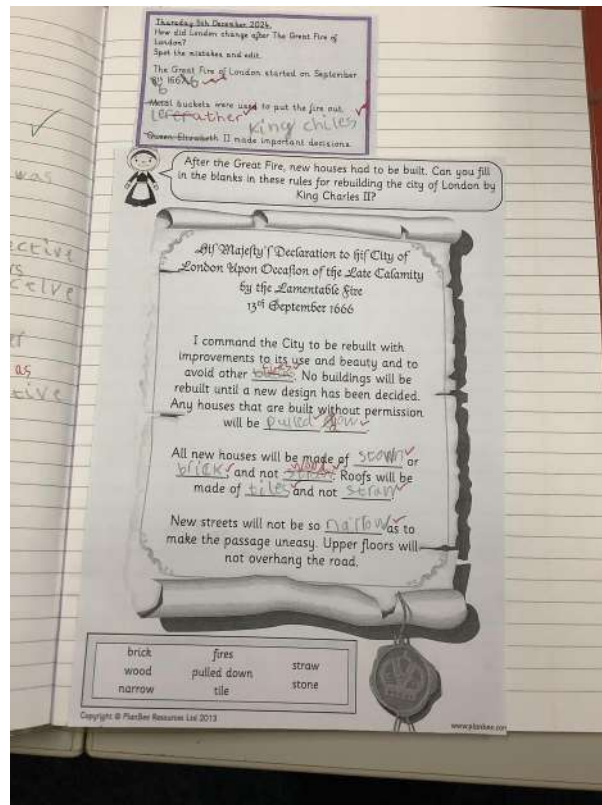 Thursday 5th December 2024.
How did London change after The Great Fire of
London?
Spot the mistakes and edit.
The Great Fire of London started on September
1666
Metal buckets were used to put the fire out.
leather
King chiles
Queen Elizabeth II made important decisions
was
ective
celve
as
tive
After the Great Fire, new houses had to be built. Can you fill
in the blanks in these rules for rebuilding the city of London by
King Charles II?
His Majesty's Declaration to his City of
London Upon Occasion of the Late Calamity
by the Lamentable Fire
13th September 1666
I command the City to be rebuilt with
improvements to its use and beauty and to
avoid other fires. No buildings will be
rebuilt until a new design has been decided.
Any houses that are built without permission
will be pulled down
All new houses will be made of stown or
brick and not wood. Roofs will be
made of tiles and not straw
New streets will not be so narrow as to
make the passage uneasy. Upper floors will
not overhang the road.
brick fires straw
wood pulled down stone
narrow tile
Copyright © PlanBee Resources Ltd 2013
www.planbee.com